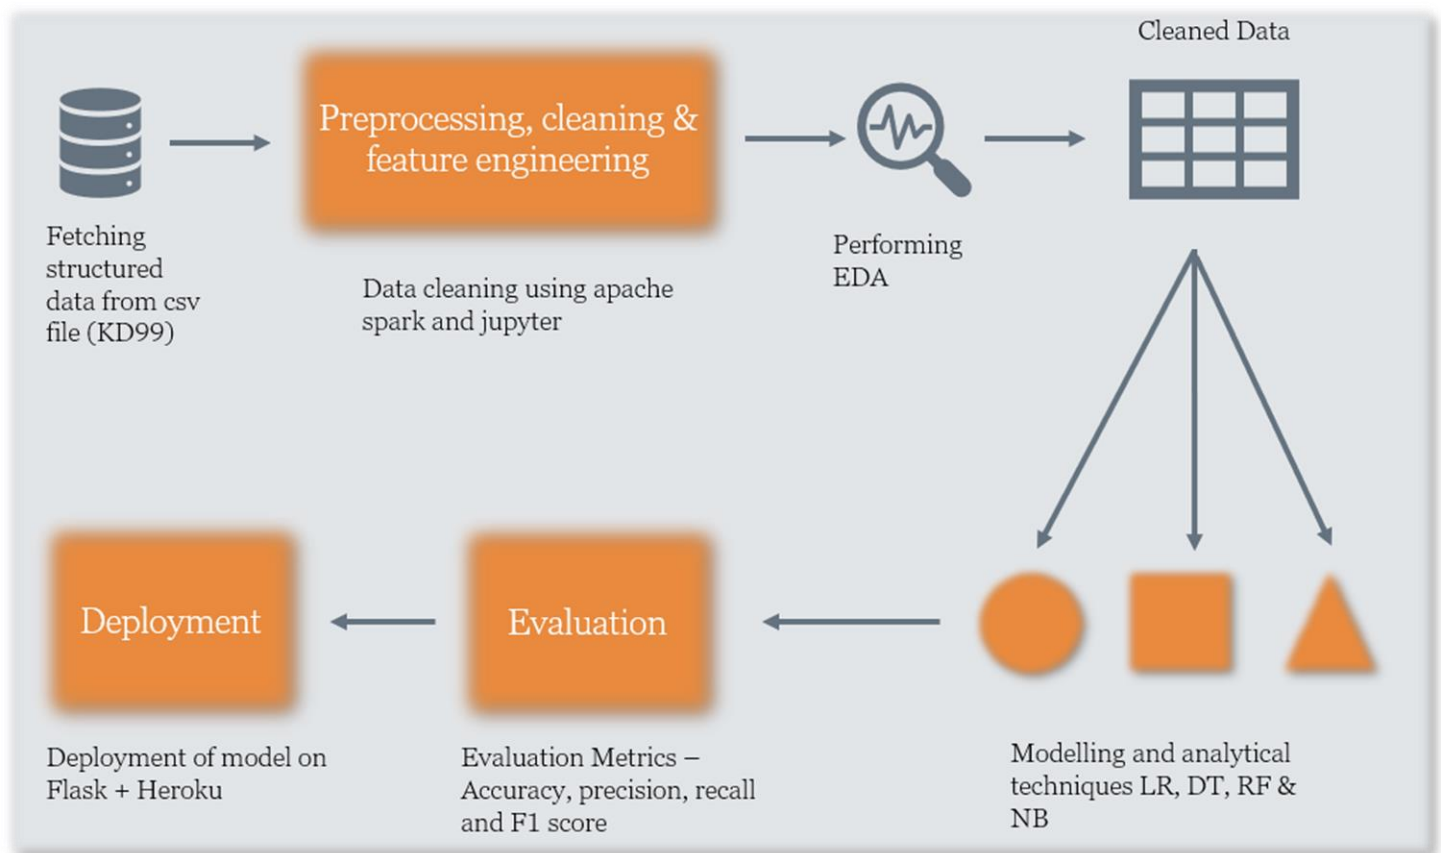 Cleaned Data
Preprocessing, cleaning &
feature engineering
Fetching
structured
data from csv
file (KD99)
Data cleaning using apache
spark and jupyter
Performing
EDA
Deployment
Evaluation
Deployment of model on
Flask + Heroku
Evaluation Metrics –
Accuracy, precision, recall
and F1 score
Modelling and analytical
techniques LR, DT, RF &
NB